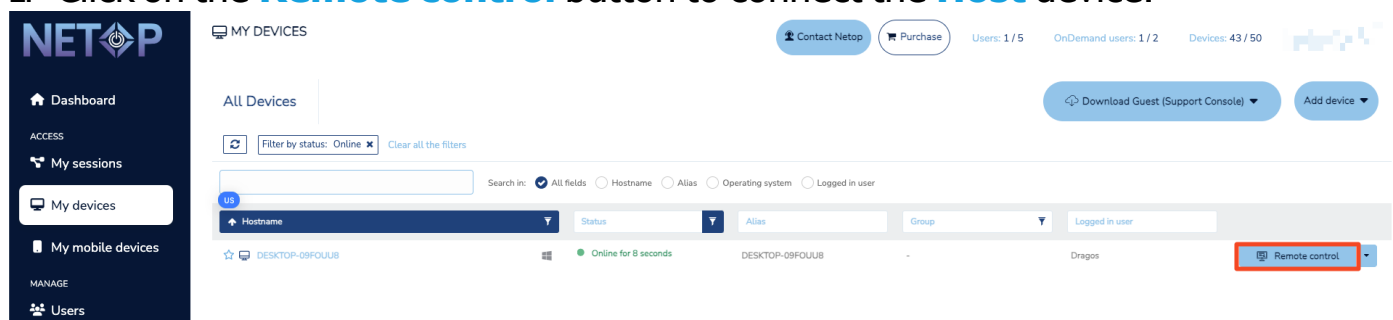 Click on the Remote control button to connect the Host device.
NETOP
MY DEVICES
Contact Netop
Purchase
Users: 1 / 5
OnDemand users: 1 / 2
Devices: 43 / 50
Dashboard
All Devices
Download Guest (Support Console)
Add device
ACCESS
Filter by status: Online ✖
Clear all the filters
My sessions
Search in: All fields Hostname Alias Operating system Logged in user
US
My devices
Hostname
Status
Alias
Group
Logged in user
My mobile devices
DESKTOP-09FOUU8
Online for 8 seconds
DESKTOP-09FOUU8
-
Dragos
Remote control
MANAGE
Users